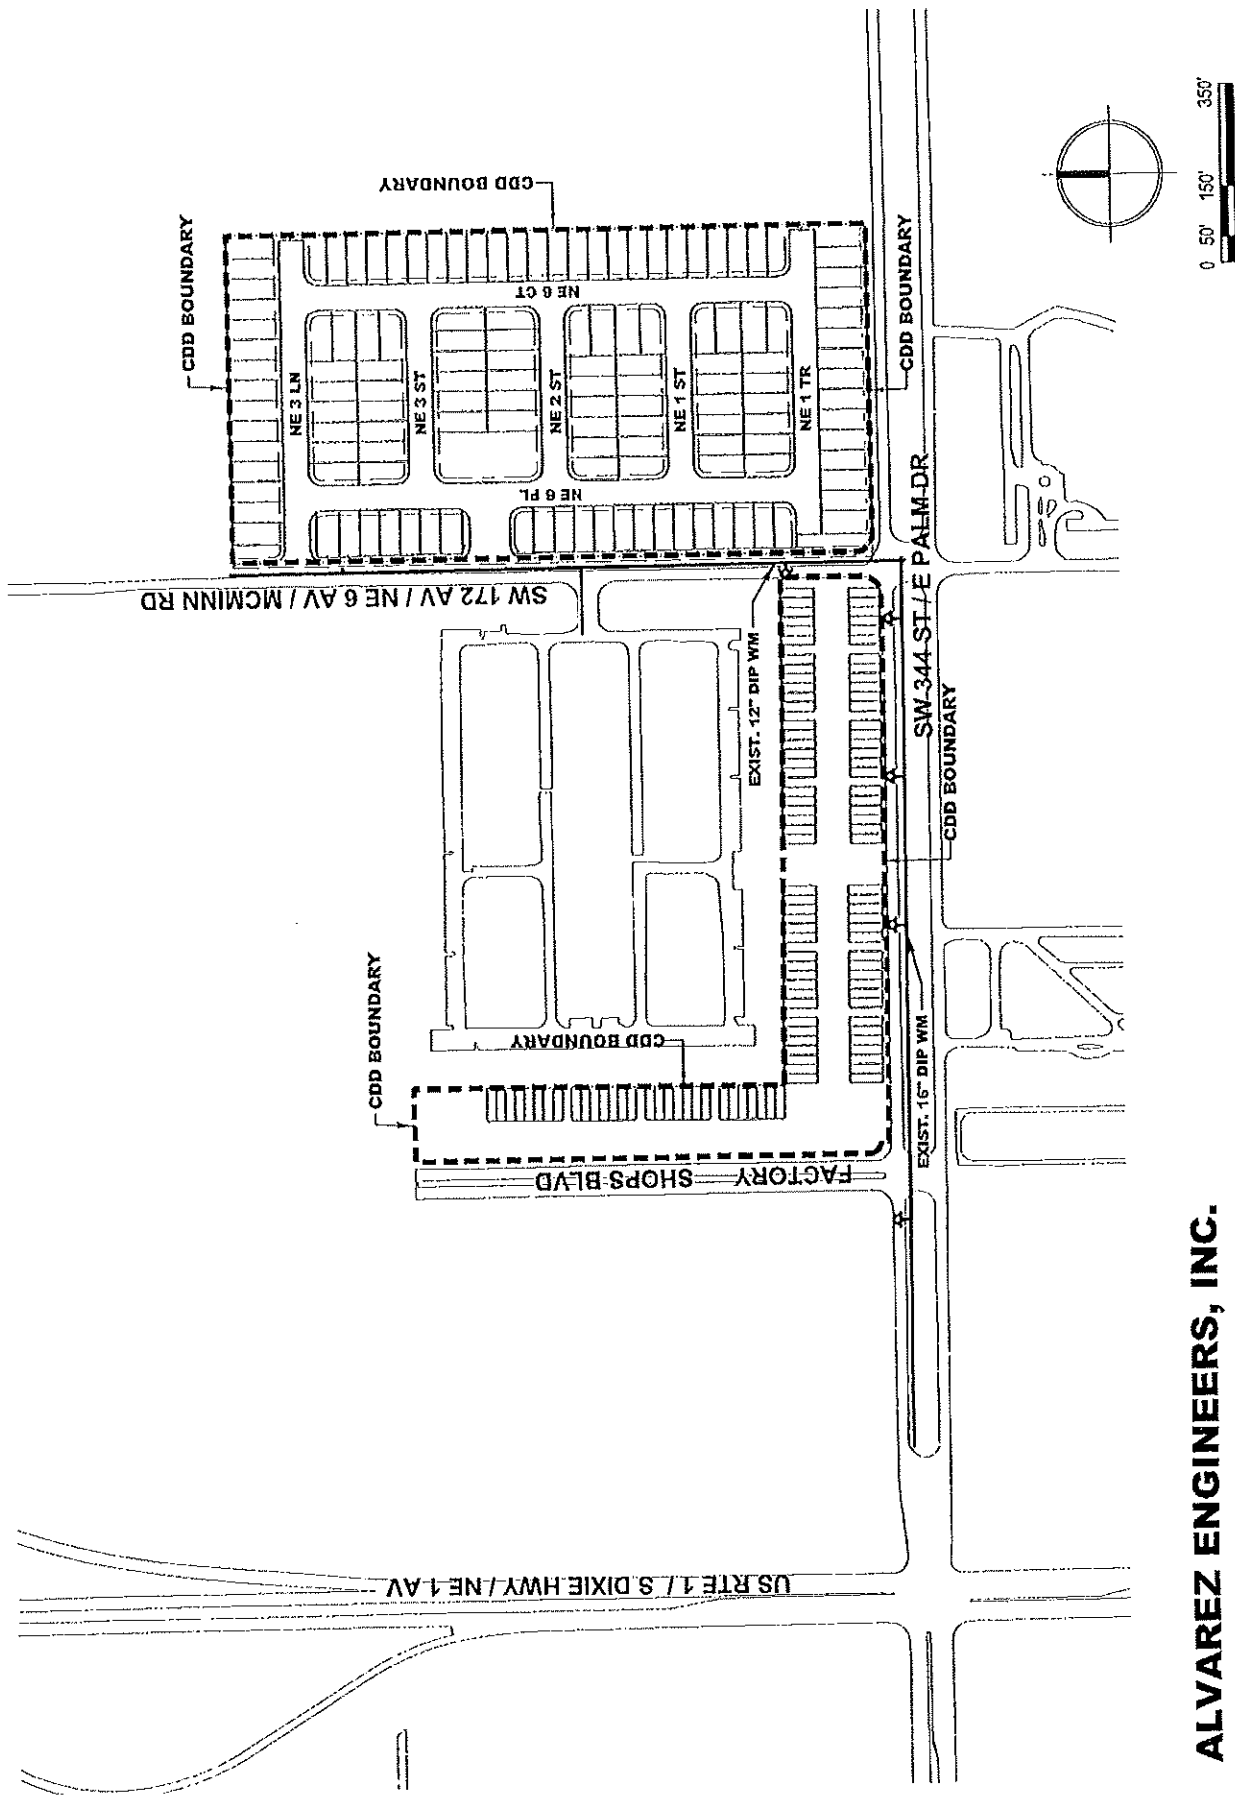 CDD BOUNDARY
CDD BOUNDARY
NE 3 LN
NE 3 ST
NE 2 ST
NE 1 ST
NE 1 TR
NE 6 CT
NE 6 PL
CDD BOUNDARY
SW 172 AV / NE 6 AV / MCMINN RD
EXIST. 12" DIP WM
SW 344 ST / E PALM DR
CDD BOUNDARY
CDD BOUNDARY
CDD BOUNDARY
EXIST. 16" DIP WM
FACTORY SHOPS BLVD
US RTE 1 / S DIXIE HWY / NE 1 AV
0 50' 150' 350'
ALVAREZ ENGINEERS, INC.